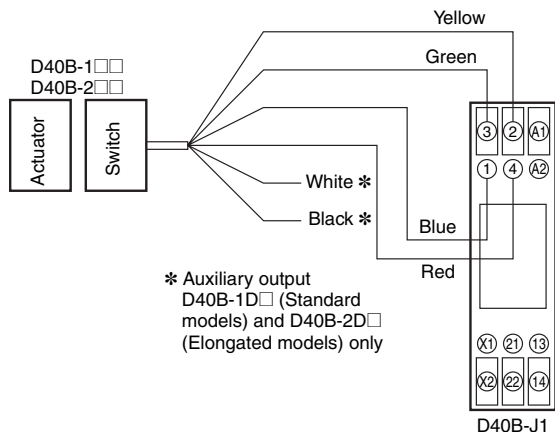 Yellow
Green
D40B-1□□
D40B-2□□
Actuator
Switch
3 2 A1
1 4 A2
White ✽
Black ✽
Blue
Red
✽ Auxiliary output
D40B-1D□ (Standard
models) and D40B-2D□
(Elongated models) only
X1 21 13
X2 22 14
D40B-J1